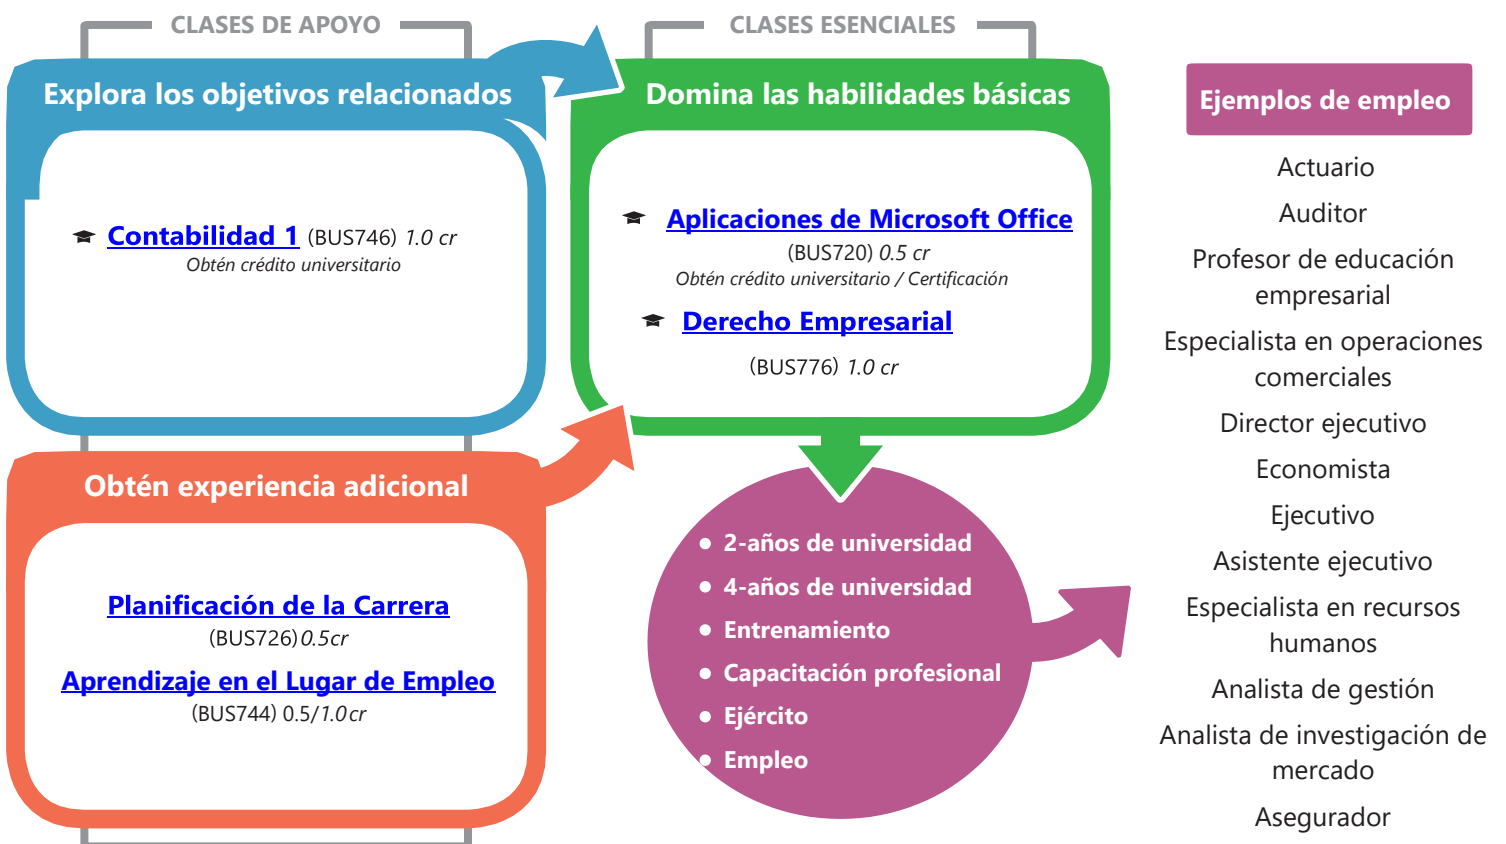 CLASES DE APOYO
Explora los objetivos relacionados
Contabilidad 1 (BUS746) 1.0 cr
Obtén crédito universitario
Obtén experiencia adicional
Planificación de la Carrera
(BUS726) 0.5cr
Aprendizaje en el Lugar de Empleo
(BUS744) 0.5/1.0 cr
CLASES ESENCIALES
Domina las habilidades básicas
Aplicaciones de Microsoft Office
(BUS720) 0.5 cr
Obtén crédito universitario / Certificación
Derecho Empresarial
(BUS776) 1.0 cr
• 2-años de universidad
• 4-años de universidad
• Entrenamiento
• Capacitación profesional
• Ejército
• Empleo
Ejemplos de empleo
Actuario
Auditor
Profesor de educación
empresarial
Especialista en operaciones
comerciales
Director ejecutivo
Economista
Ejecutivo
Asistente ejecutivo
Especialista en recursos
humanos
Analista de gestión
Analista de investigación de
mercado
Asegurador